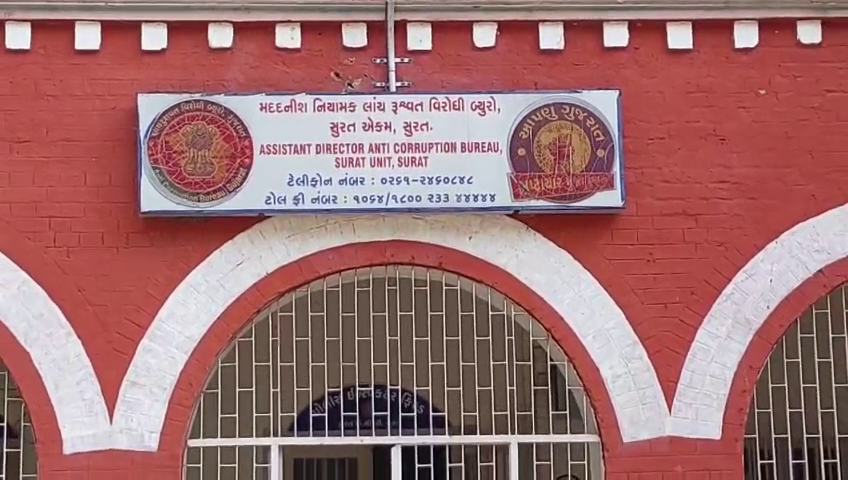 મદદનીશ નિયામક લાંચ રૂશ્વત વિરોધી બ્યુરો,
સુરત એકમ, સુરત.
ASSISTANT DIRECTOR ANTI CORRUPTION BUREAU,
SURAT UNIT, SURAT
ટેલીફોન નંબર : ૦૨૬૧-૨૪૬૦૮૪૮
ટોલ ફ્રી નંબર : ૧૦૬૪/૧૮૦૦ ૨૩૩ ૪૪૪૪૪
આપણુ ગુજરાત